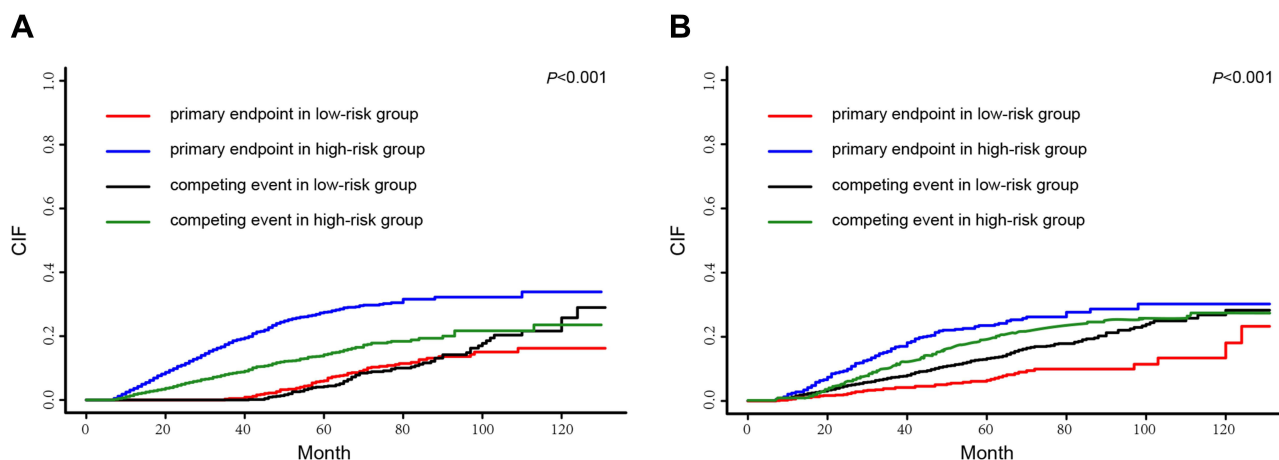 A
P<0.001
primary endpoint in low-risk group
primary endpoint in high-risk group
competing event in low-risk group
competing event in high-risk group
CIF
1.0
0.8
0.6
0.4
0.2
0.0
0 20 40 60 80 100 120
Month
B
P<0.001
primary endpoint in low-risk group
primary endpoint in high-risk group
competing event in low-risk group
competing event in high-risk group
CIF
1.0
0.8
0.6
0.4
0.2
0.0
0 20 40 60 80 100 120
Month